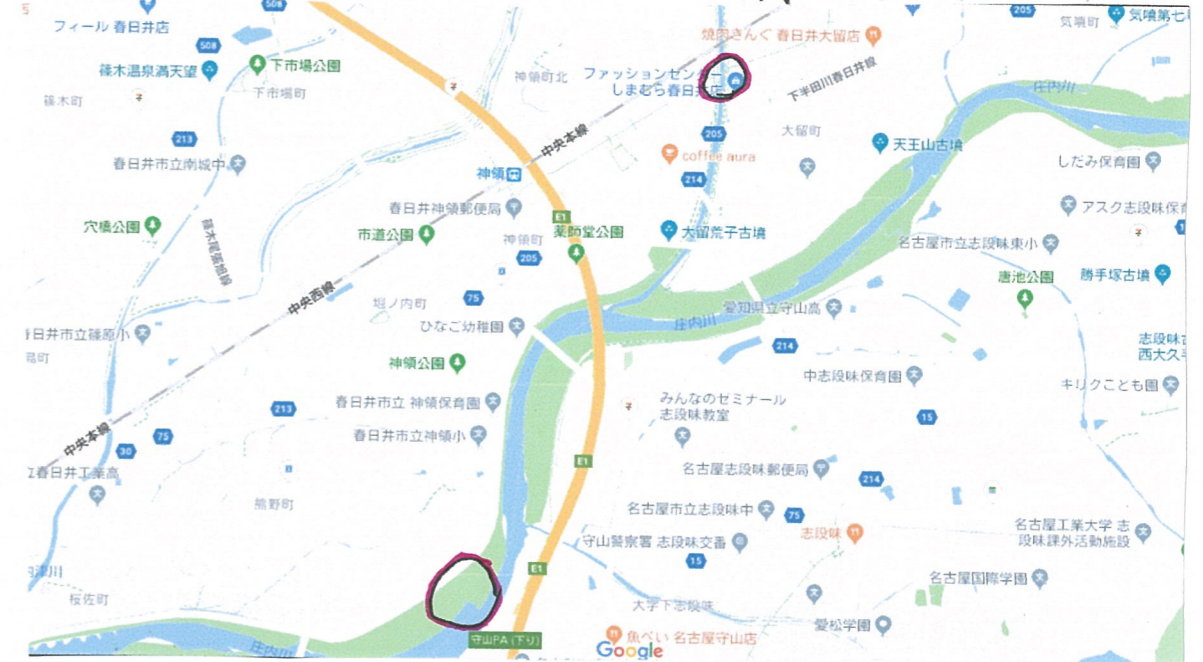 フィール 春日井店
508
205
気噴町
気噴第七
焼肉きんぐ 春日井大留店
508
篠木温泉満天望
下市場公園
神領町北
ファッションセンター
しまむら春日井店
下半田川春日井線
庄内川
篠木町
下市場町
中央本線
205
大留町
213
春日井市立南城中
coffee aura
天王山古墳
しだみ保育園
神領
214
春日井神領郵便局
E1
アスク志段味保育
穴橋公園
市道公園
神領町
薬師堂公園
大留荒子古墳
名古屋市立志段味東小
205
唐池公園
勝手塚古墳
中央西線
75
堀ノ内町
愛知県立守山高
日井市立篠原小
ひなご幼稚園
庄内川
214
志段味
西大久
神領公園
中志段味保育園
キリクこども園
213
春日井市立 神領保育園
みんなのゼミナール
志段味教室
15
中央本線
75
春日井市立神領小
30
E1
名古屋志段味郵便局
214
春日井工業高
熊野町
名古屋市立志段味中
75
志段味
名古屋工業大学 志
段味課外活動施設
守山警察署 志段味交番
15
E1
名古屋国際学園
津川
桜佐町
大字下志段味
愛松学園
守山PA (下り)
魚べい 名古屋守山店
庄内川
Google